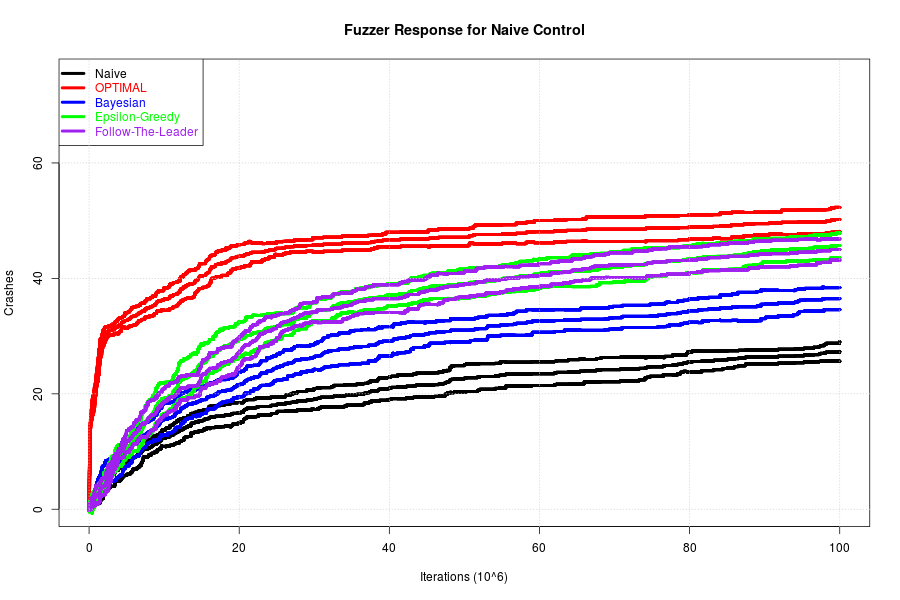 Fuzzer Response for Naive Control
Naive
OPTIMAL
Bayesian
Epsilon-Greedy
Follow-The-Leader
60
40
20
0
Crashes
0 20 40 60 80 100
Iterations (10^6)